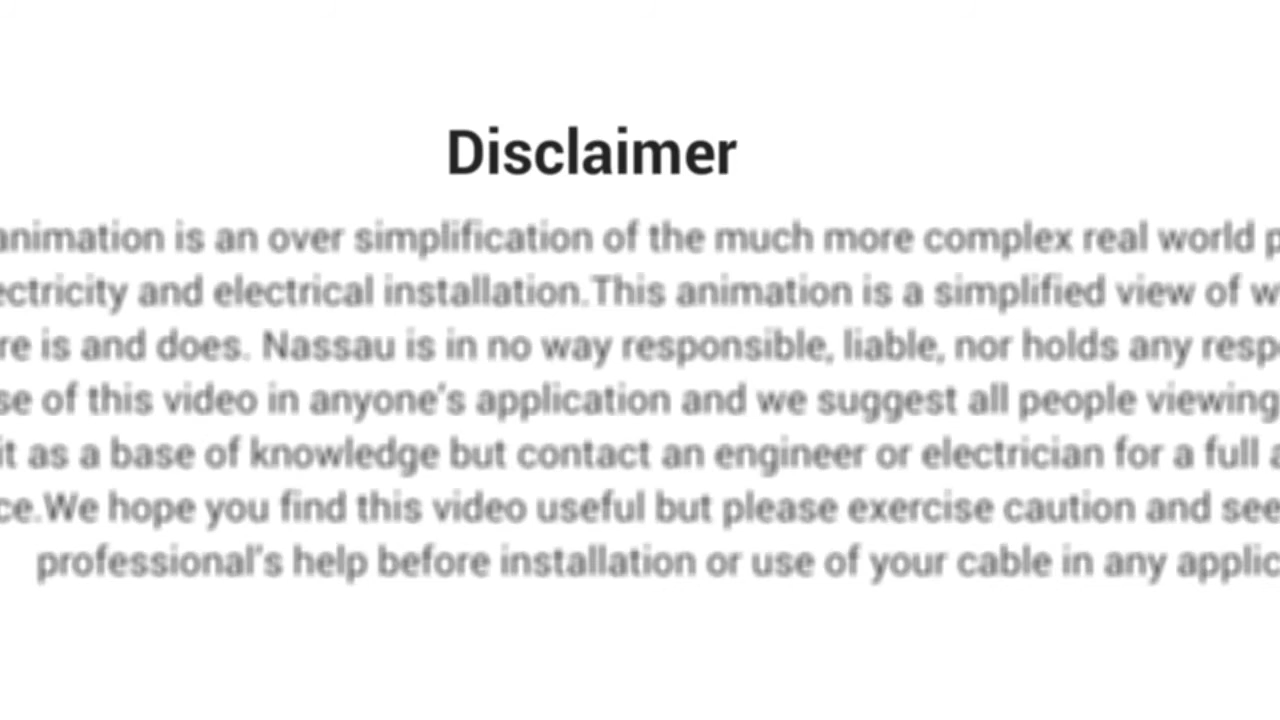 Disclaimer
animation is an over simplification of the much more complex real world p
ectricity and electrical installation.This animation is a simplified view of w
re is and does. Nassau is in no way responsible, liable, nor holds any resp
se of this video in anyone's application and we suggest all people viewing
it as a base of knowledge but contact an engineer or electrician for a full a
ce.We hope you find this video useful but please exercise caution and see
professional's help before installation or use of your cable in any applic